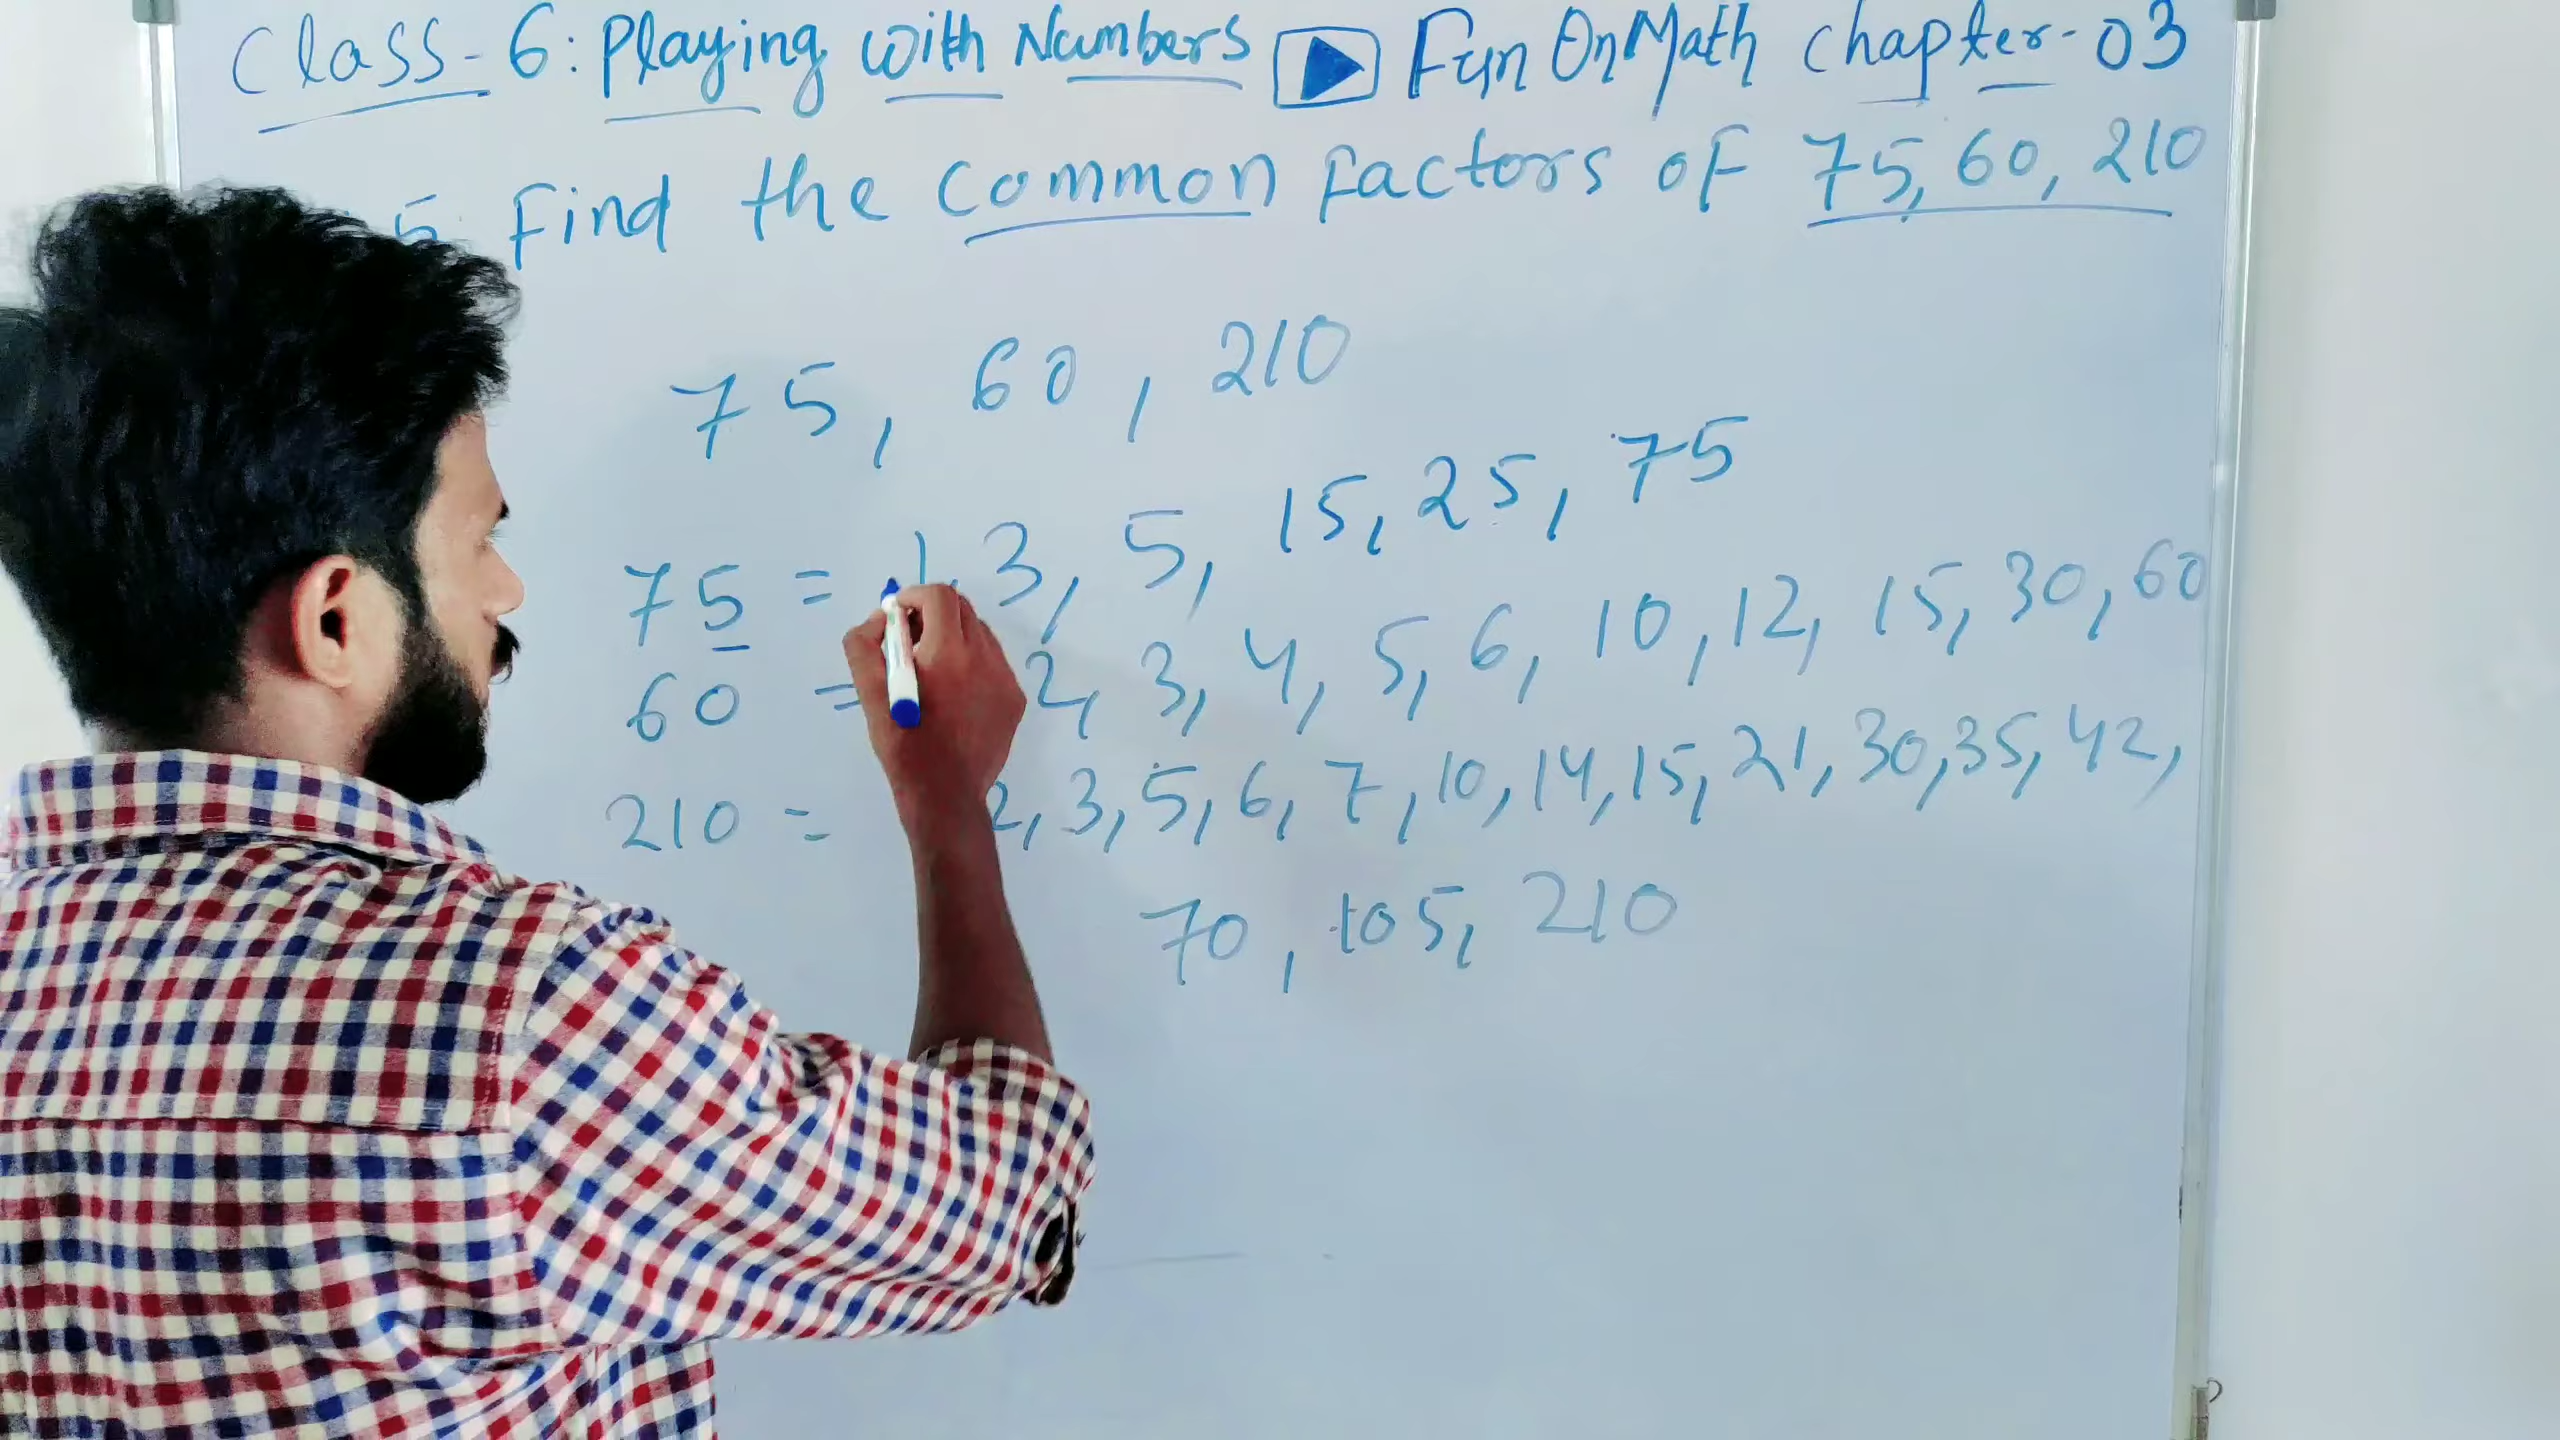 Class-6: Playing with Numbers Fun On Math Chapter-03
5 Find the Common Factors of 75, 60, 210
75, 60, 210
75 = 1, 3, 5, 15, 25, 75
60 = 2, 3, 4, 5, 6, 10, 12, 15, 30, 60
210 = 2, 3, 5, 6, 7, 10, 14, 15, 21, 30, 35, 42,
70, 105, 210